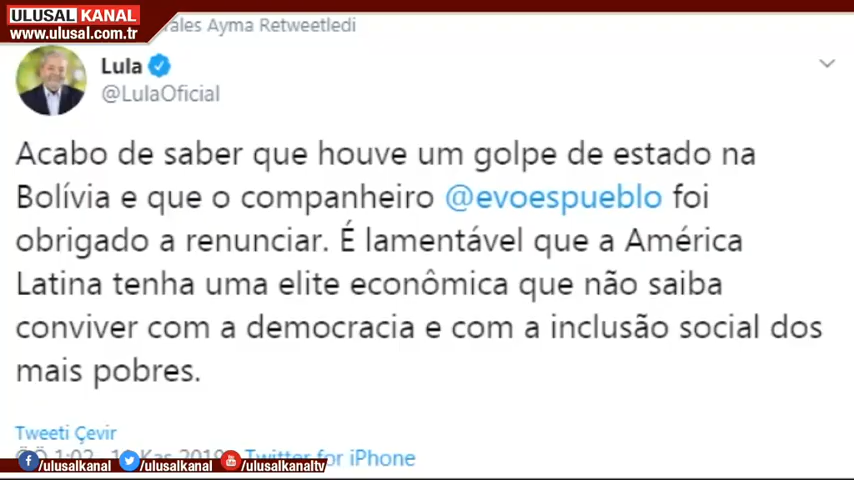 ULUSAL KANAL
www.ulusal.com.tr
ales Ayma Retweetledi
Lula
@LulaOficial
Acabo de saber que houve um golpe de estado na
Bolívia e que o companheiro @evoespueblo foi
obrigado a renunciar. É lamentável que a América
Latina tenha uma elite econômica que não saiba
conviver com a democracia e com a inclusão social dos
mais pobres.
Tweeti Çevir
Twitter for iPhone
/ulusalkanal /ulusalkanal /ulusalkanaltv